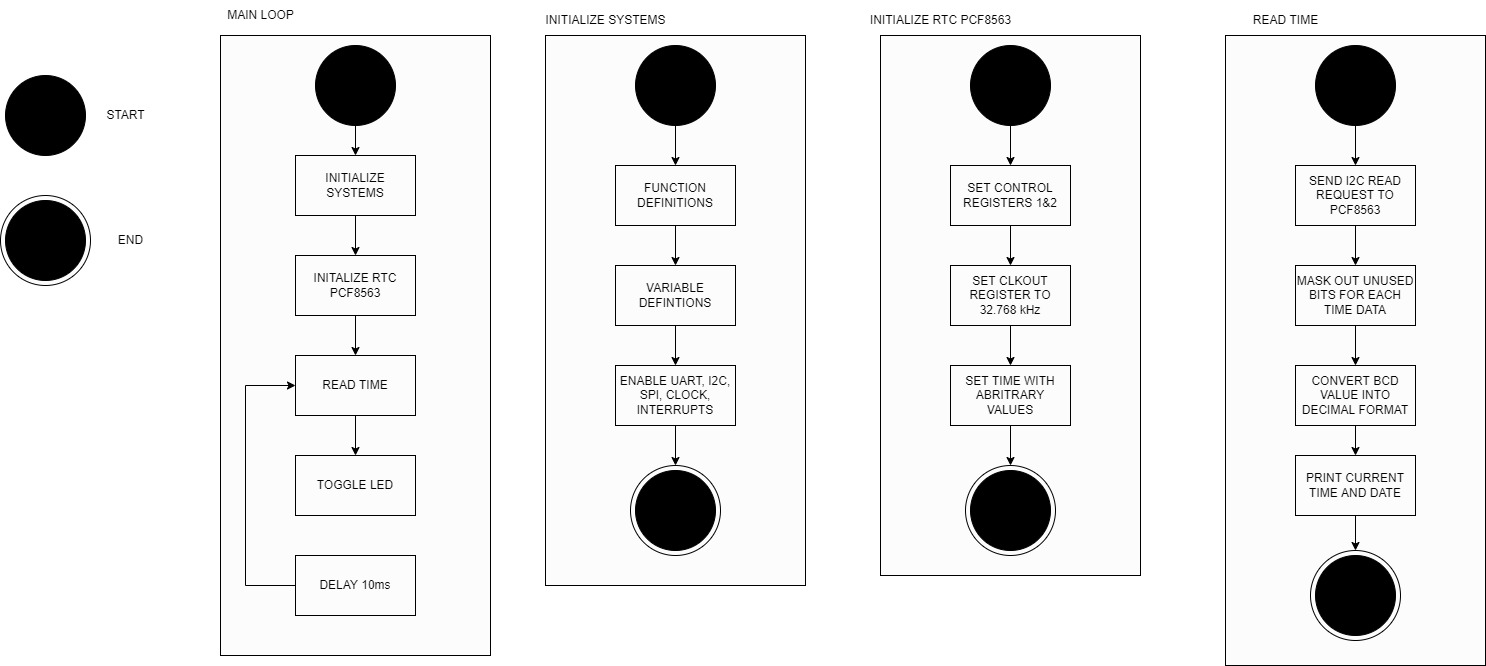 START
END
MAIN LOOP
INITIALIZE
SYSTEMS
INITALIZE RTC
PCF8563
READ TIME
TOGGLE LED
DELAY 10ms
INITIALIZE SYSTEMS
FUNCTION
DEFINITIONS
VARIABLE
DEFINTIONS
ENABLE UART, I2C,
SPI, CLOCK,
INTERRUPTS
INITIALIZE RTC PCF8563
SET CONTROL
REGISTERS 1&2
SET CLKOUT
REGISTER TO
32.768 kHz
SET TIME WITH
ABRITRARY
VALUES
READ TIME
SEND I2C READ
REQUEST TO
PCF8563
MASK OUT UNUSED
BITS FOR EACH
TIME DATA
CONVERT BCD
VALUE INTO
DECIMAL FORMAT
PRINT CURRENT
TIME AND DATE